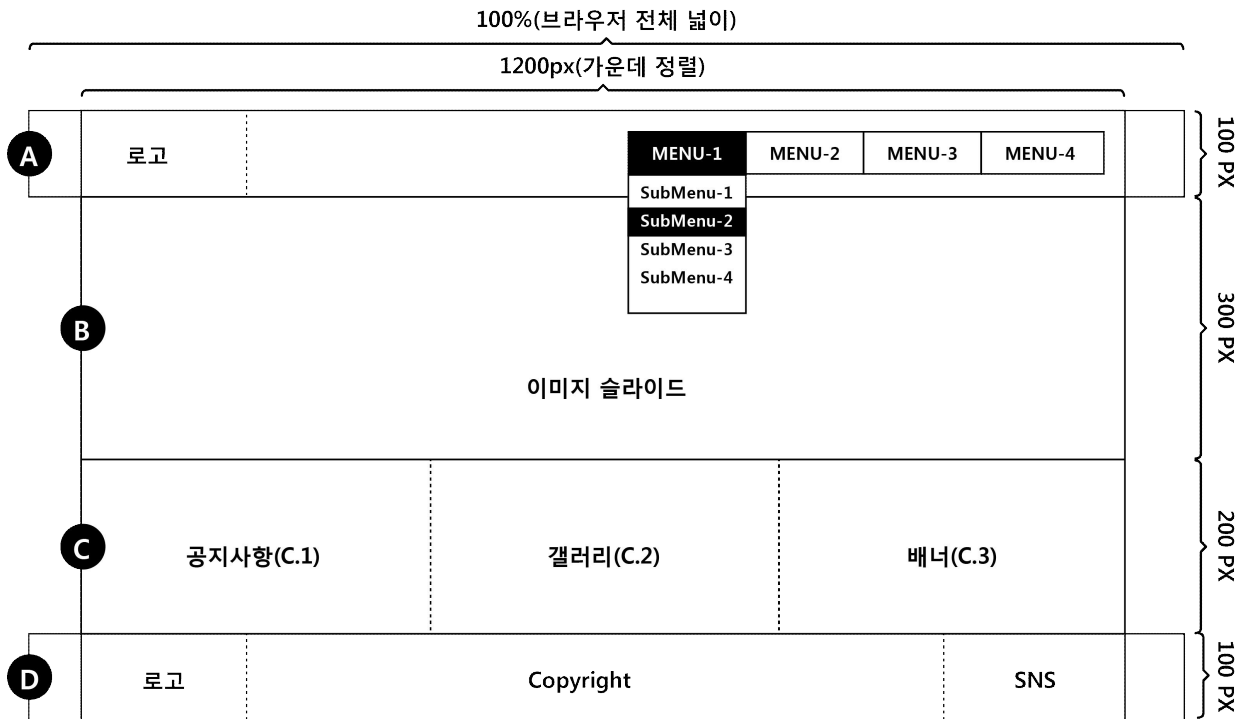 100%(브라우저 전체 넓이)
1200px(가운데 정렬)
A
로고
MENU-1
MENU-2
MENU-3
MENU-4
100 PX
SubMenu-1
SubMenu-2
SubMenu-3
SubMenu-4
B
이미지 슬라이드
300 PX
C
공지사항(C.1)
갤러리(C.2)
배너(C.3)
200 PX
D
로고
Copyright
SNS
100 PX